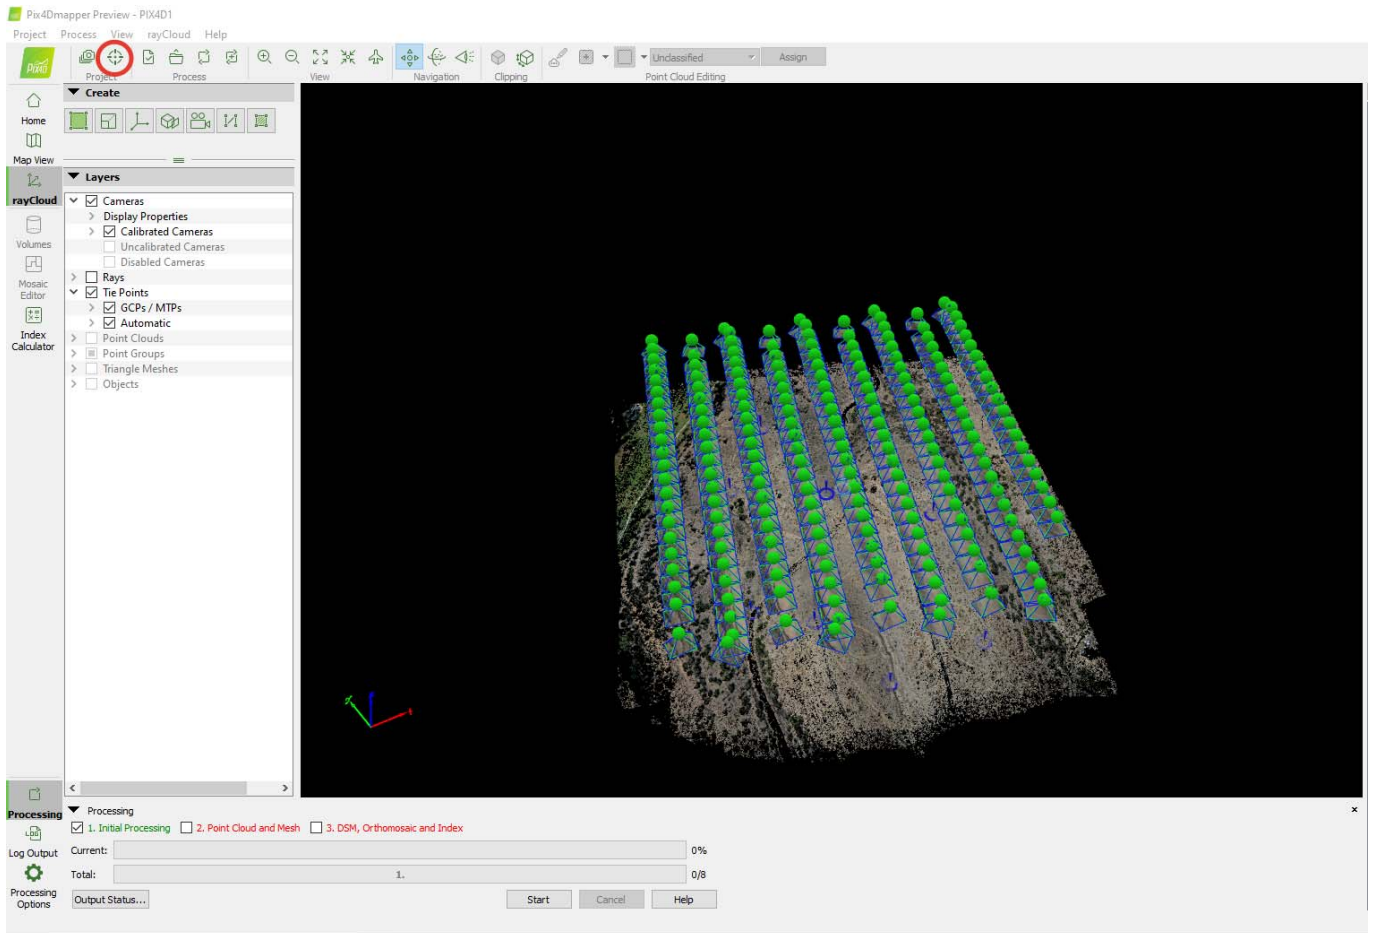 Pix4Dmapper Preview - PIX4D1
Project Process View rayCloud Help
Unclassified Assign
Project Process View Navigation Clipping Point Cloud Editing
Home
Map View
rayCloud
Volumes
Mosaic
Editor
Index
Calculator
Create
Layers
Cameras
Display Properties
Calibrated Cameras
Uncalibrated Cameras
Disabled Cameras
Rays
Tie Points
GCPs / MTPs
Automatic
Point Clouds
Point Groups
Triangle Meshes
Objects
Processing
Log Output
Processing
Options
Processing
1. Initial Processing 2. Point Cloud and Mesh 3. DSM, Orthomosaic and Index
Current: 0%
Total: 1. 0/8
Output Status... Start Cancel Help